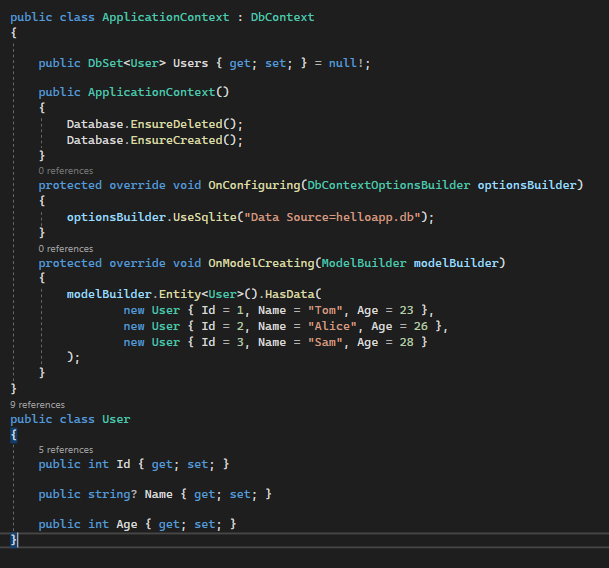 public class ApplicationContext : DbContext
{
public DbSet<User> Users { get; set; } = null!;
public ApplicationContext()
{
Database.EnsureDeleted();
Database.EnsureCreated();
}
0 references
protected override void OnConfiguring(DbContextOptionsBuilder optionsBuilder)
{
optionsBuilder.UseSqlite("Data Source=helloapp.db");
}
0 references
protected override void OnModelCreating(ModelBuilder modelBuilder)
{
modelBuilder.Entity<User>().HasData(
new User { Id = 1, Name = "Tom", Age = 23 },
new User { Id = 2, Name = "Alice", Age = 26 },
new User { Id = 3, Name = "Sam", Age = 28 }
);
}
}
9 references
public class User
{
5 references
public int Id { get; set; }
public string? Name { get; set; }
public int Age { get; set; }
}